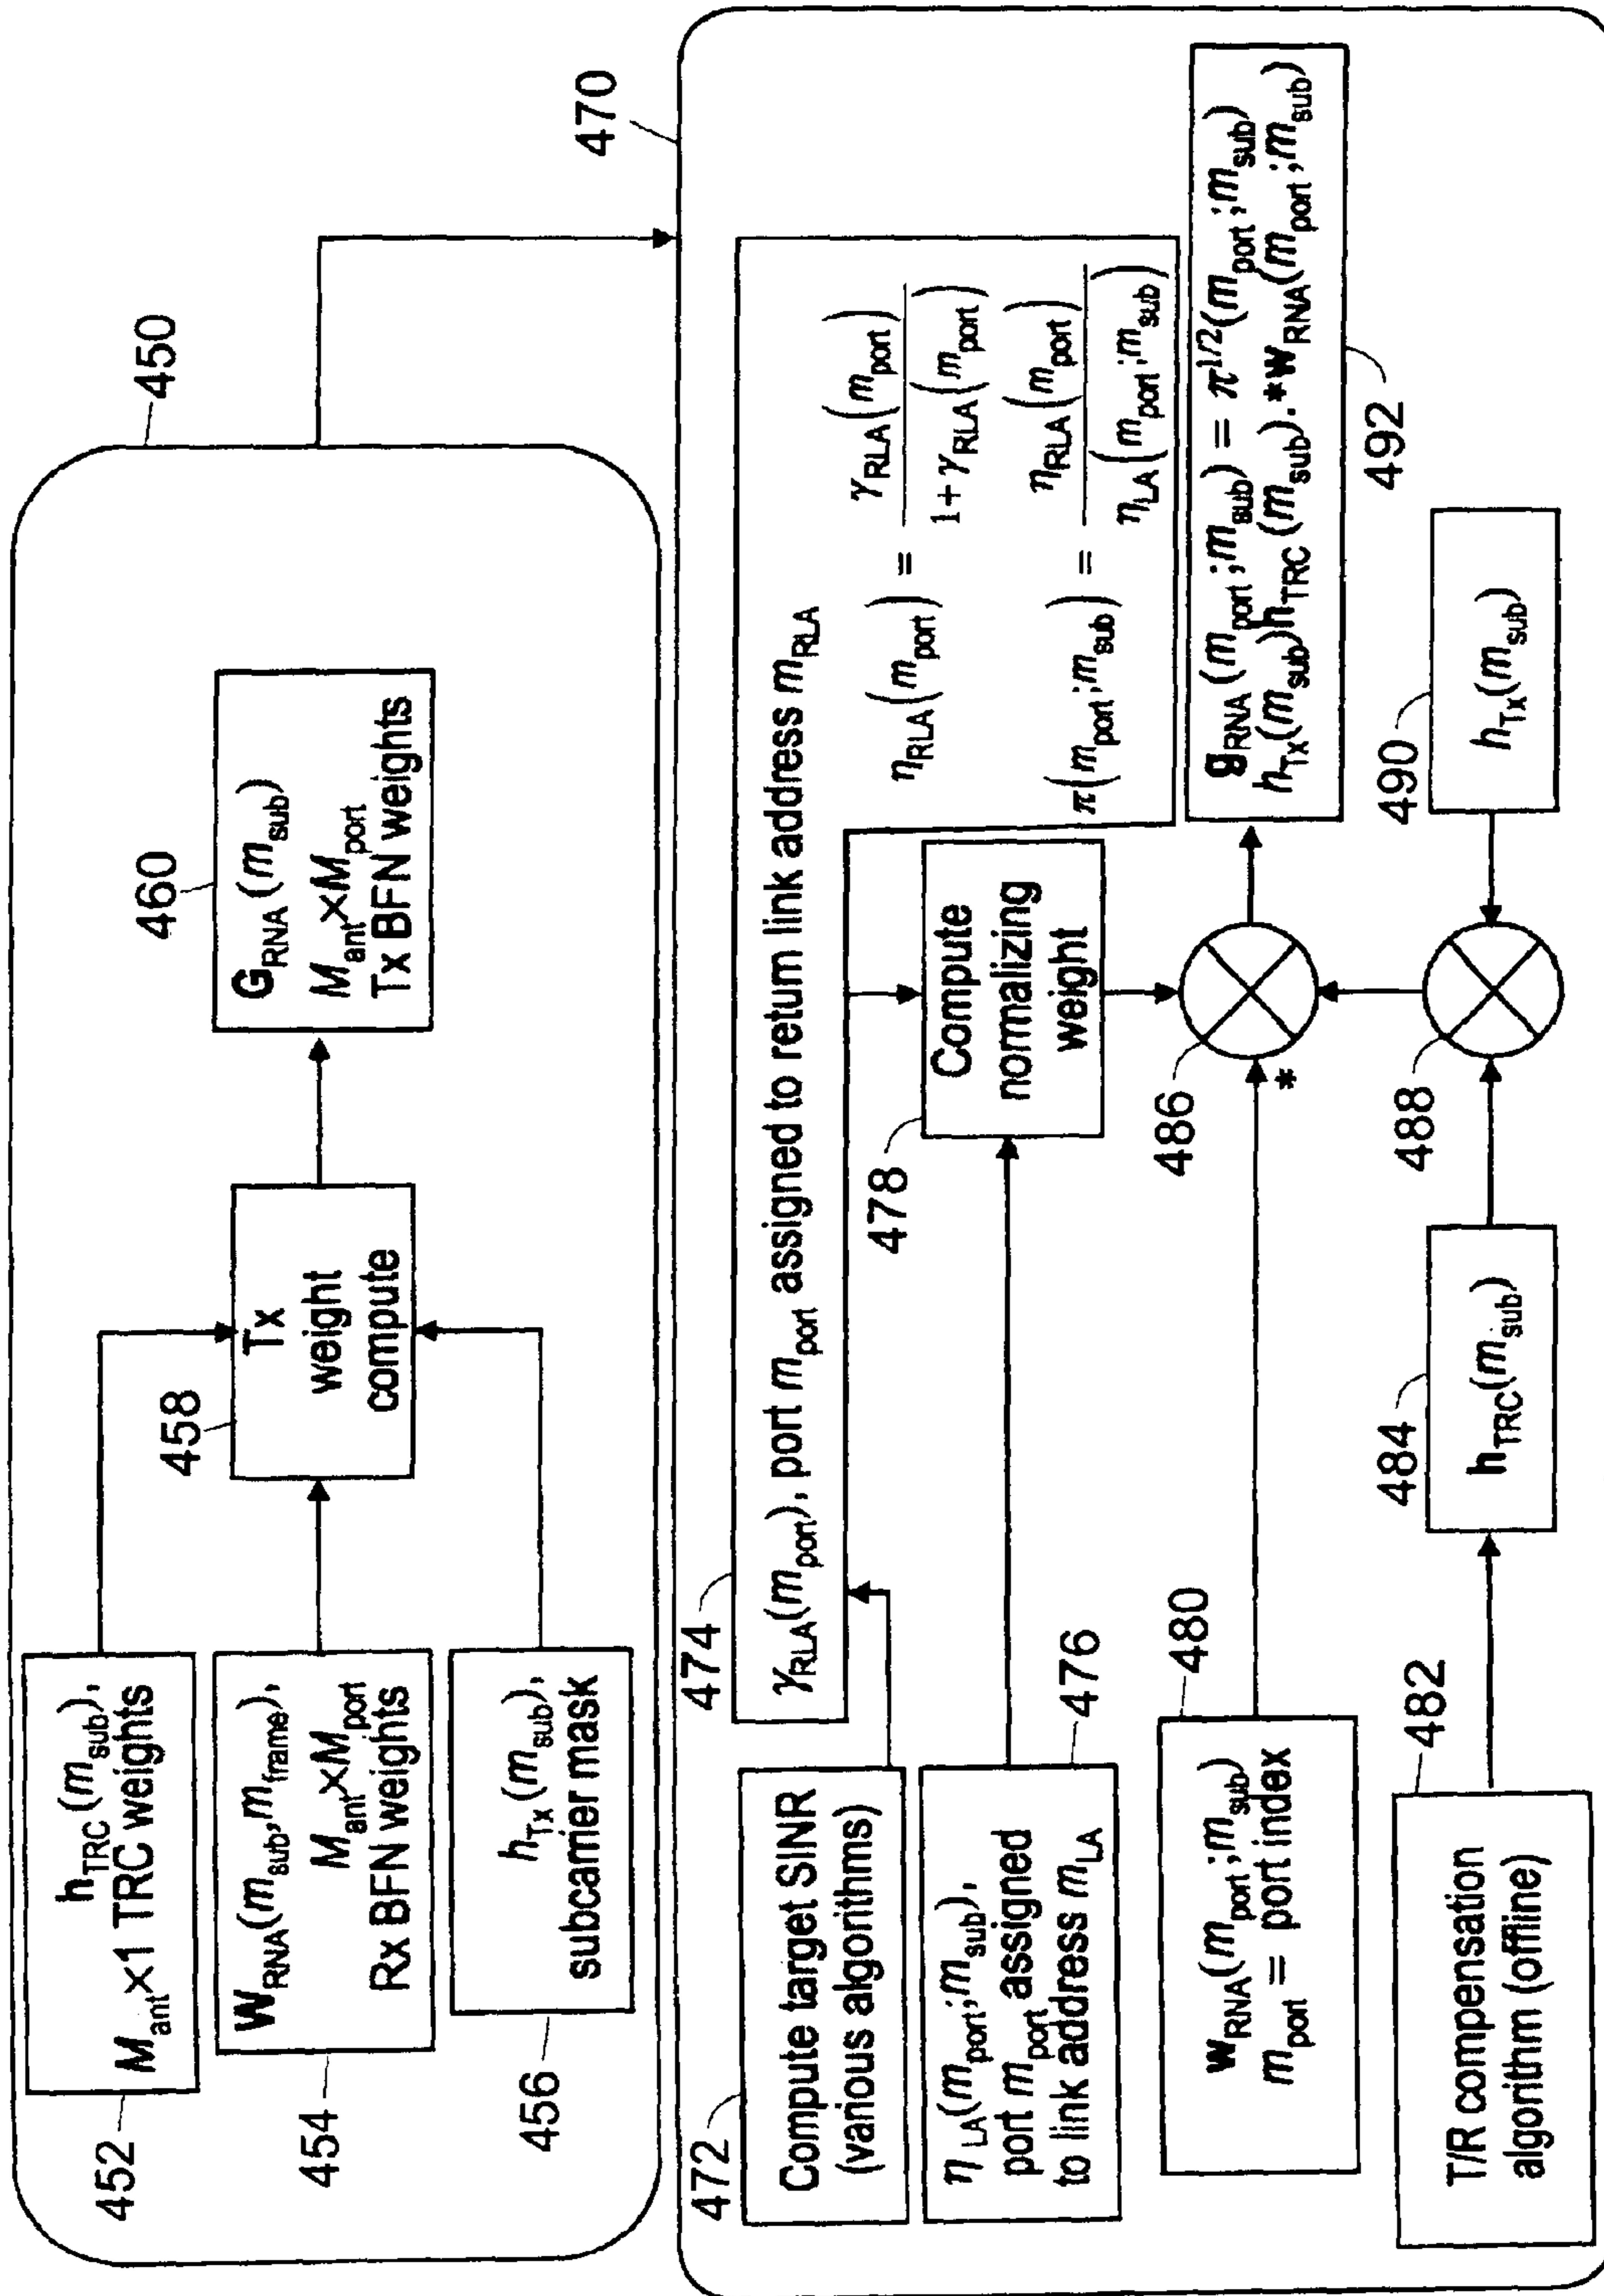 450
452
h_TRC(m_sub),
M_ant×1 TRC weights
454
W_RNA(m_sub,m_frame),
M_ant×M_port
Rx BFN weights
456
h_Tx(m_sub),
subcarrier mask
458
Tx
weight
compute
460
G_RNA(m_sub)
M_ant×M_port
Tx BFN weights
470
472
Compute target SINR
(various algorithms)
474
γ_RLA(m_port), port m_port assigned to return link address m_RLA
η_RLA(m_port) = γ_RLA(m_port) / 1+γ_RLA(m_port)
π(m_port;m_sub) = η_RLA(m_port) / η_LA(m_port;m_sub)
476
η_LA(m_port;m_sub),
port m_port assigned
to link address m_LA
478
Compute
normalizing
weight
480
w_RNA(m_port;m_sub)
m_port = port index
*
486
g_RNA(m_port;m_sub) = π^1/2(m_port;m_sub)
h_Tx(m_sub)h_TRC(m_sub).*w_RNA(m_port;m_sub)
492
482
T/R compensation
algorithm (offline)
484
h_TRC(m_sub)
488
490
h_Tx(m_sub)